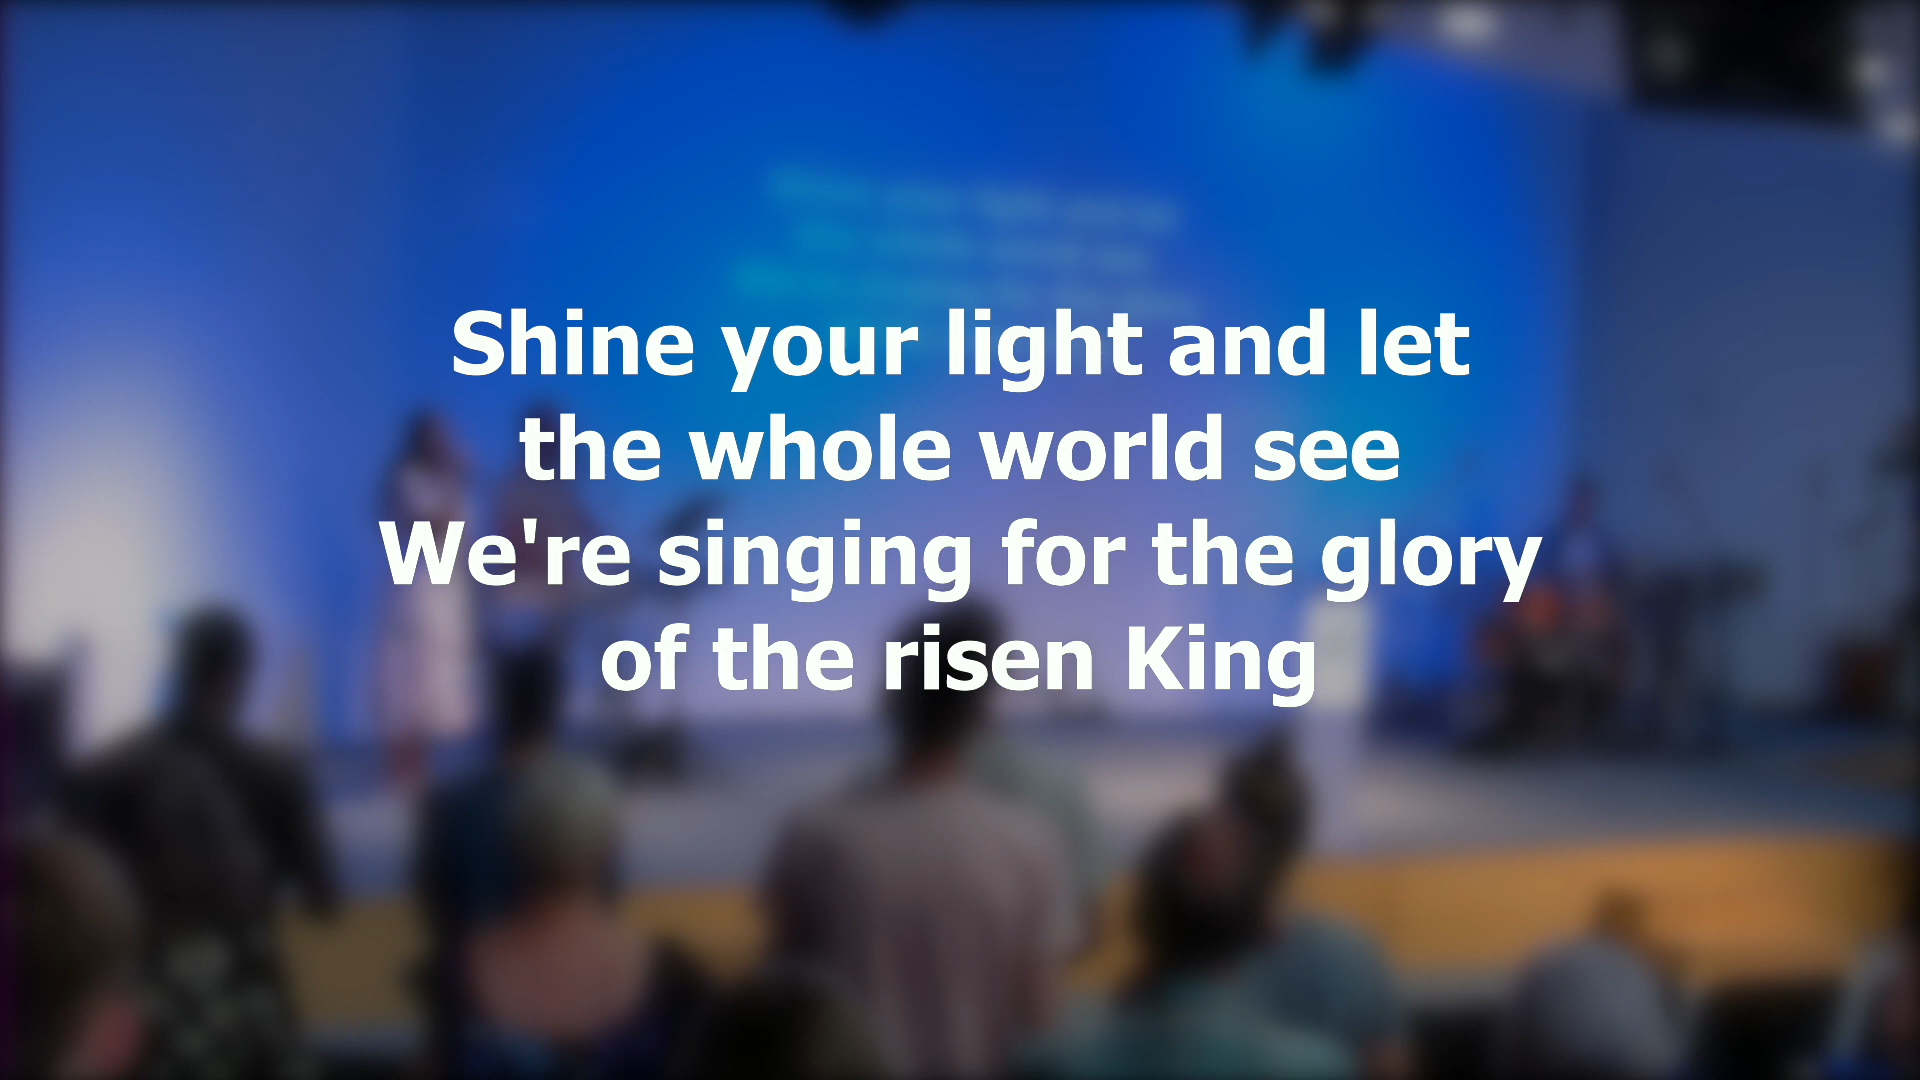 Shine your light and let
the whole world see
We're singing for the glory
of the risen King